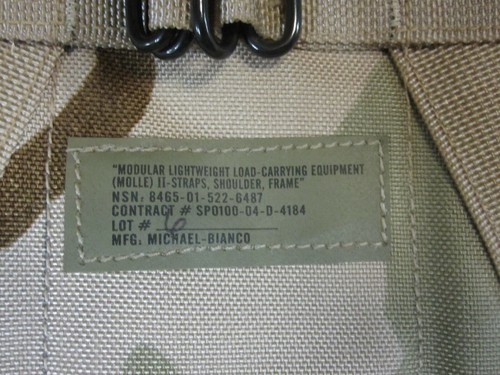 "MODULAR LIGHTWEIGHT LOAD-CARRYING EQUIPMENT
(MOLLE) II-STRAPS, SHOULDER, FRAME"
NSN: 8465-01-522-6487
CONTRACT # SP0100-04-D-4184
LOT # 6
MFG: MICHAEL-BIANCO